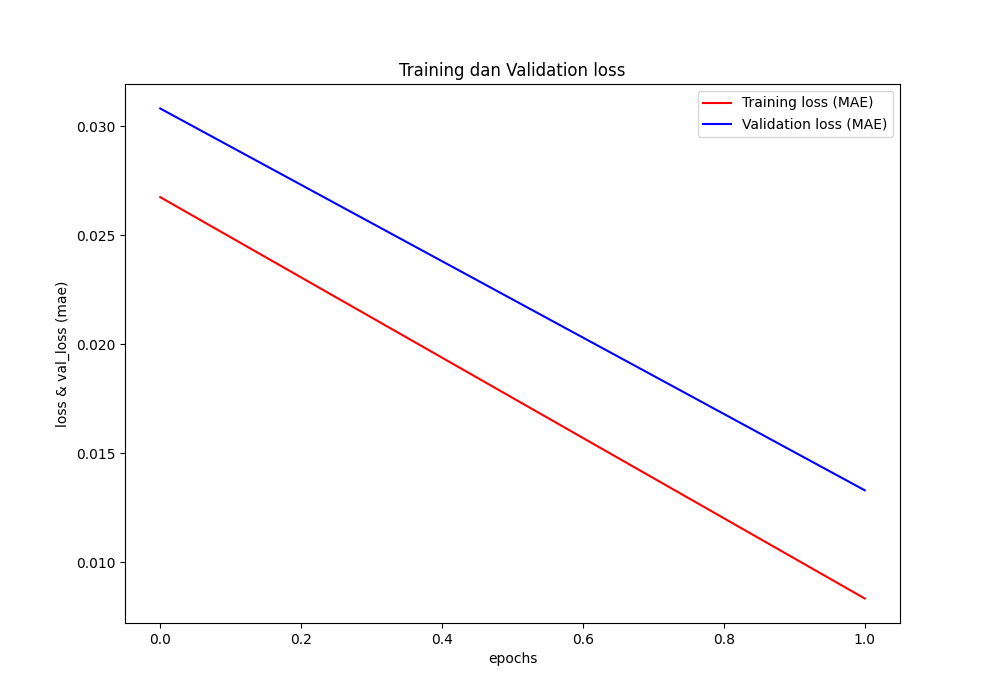 Training dan Validation loss
Training loss (MAE)
Validation loss (MAE)
loss & val_loss (mae)
0.030
0.025
0.020
0.015
0.010
0.0 0.2 0.4 0.6 0.8 1.0
epochs